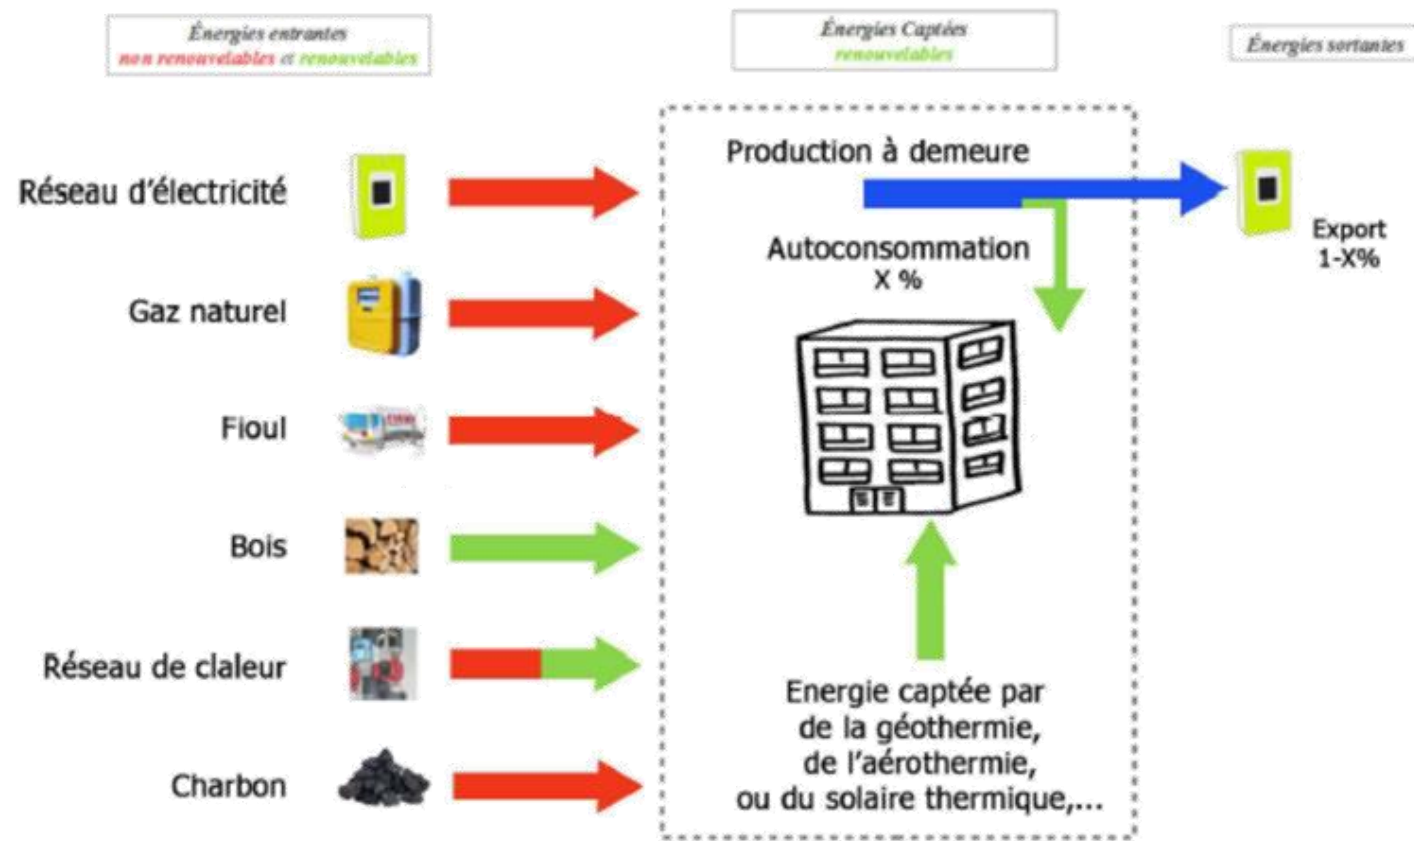 Énergies entrantes
non renouvelables et renouvelables
Énergies Captées
renouvelables
Énergies sortantes
Production à demeure
Réseau d'électricité
Autoconsommation
X %
Export
1-X%
Gaz naturel
Fioul
Bois
Réseau de claleur
Energie captée par
de la géothermie,
de l'aérothermie,
ou du solaire thermique,...
Charbon